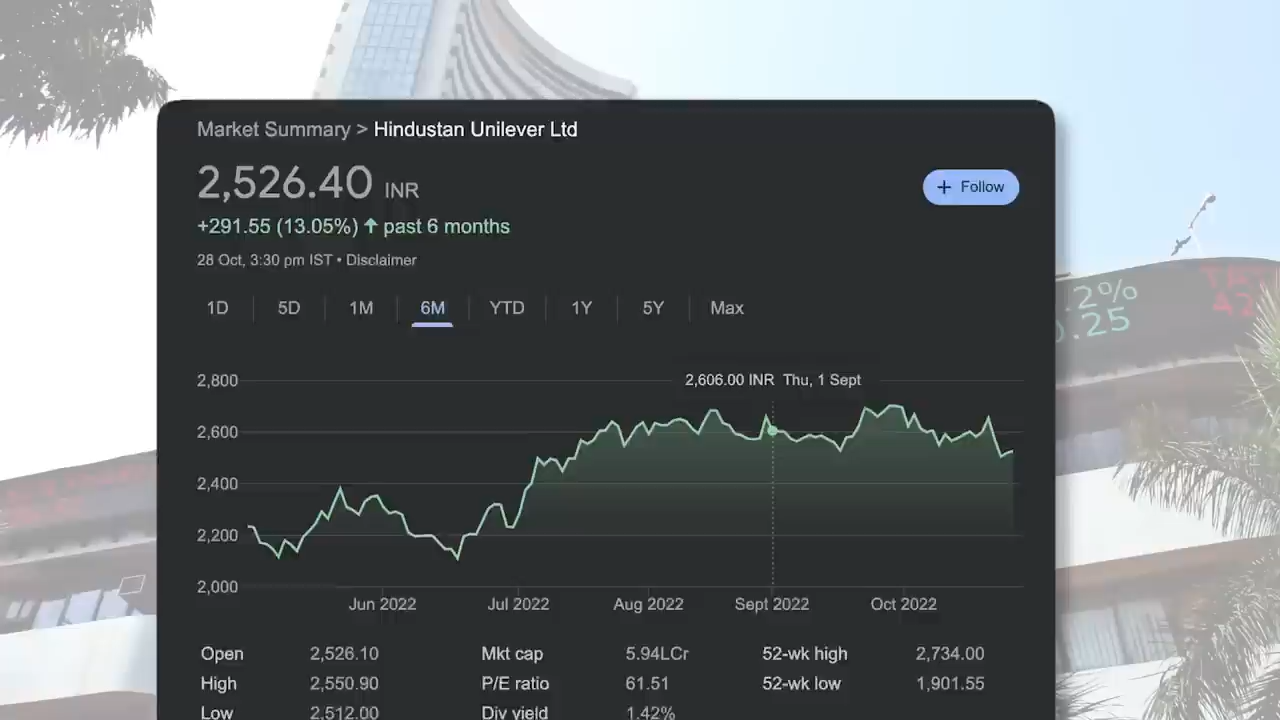 Market Summary > Hindustan Unilever Ltd
2,526.40 INR
+ Follow
+291.55 (13.05%) ↑ past 6 months
28 Oct, 3:30 pm IST • Disclaimer
1D 5D 1M 6M YTD 1Y 5Y Max
2,606.00 INR Thu, 1 Sept
2,800
2,600
2,400
2,200
2,000
Jun 2022 Jul 2022 Aug 2022 Sept 2022 Oct 2022
Open 2,526.10 Mkt cap 5.94LCr 52-wk high 2,734.00
High 2,550.90 P/E ratio 61.51 52-wk low 1,901.55
Low 2,512.00 Div yield 1.42%
.2%
.25